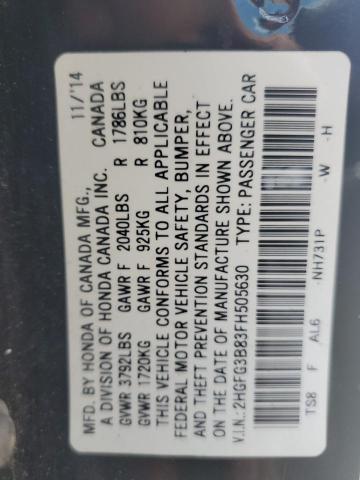 MFD. BY HONDA OF CANADA MFG., 11/14
A DIVISION OF HONDA CANADA INC. CANADA
GVWR 3792LBS GAWR F 2040LBS R 1786LBS
GVWR 1720KG GAWR F 925KG R 810KG
THIS VEHICLE CONFORMS TO ALL APPLICABLE
FEDERAL MOTOR VEHICLE SAFETY, BUMPER,
AND THEFT PREVENTION STANDARDS IN EFFECT
ON THE DATE OF MANUFACTURE SHOWN ABOVE.
V.I.N.: 2HGFG3B83FH505630 TYPE: PASSENGER CAR
TS8 F AL6 NH731P -W -H